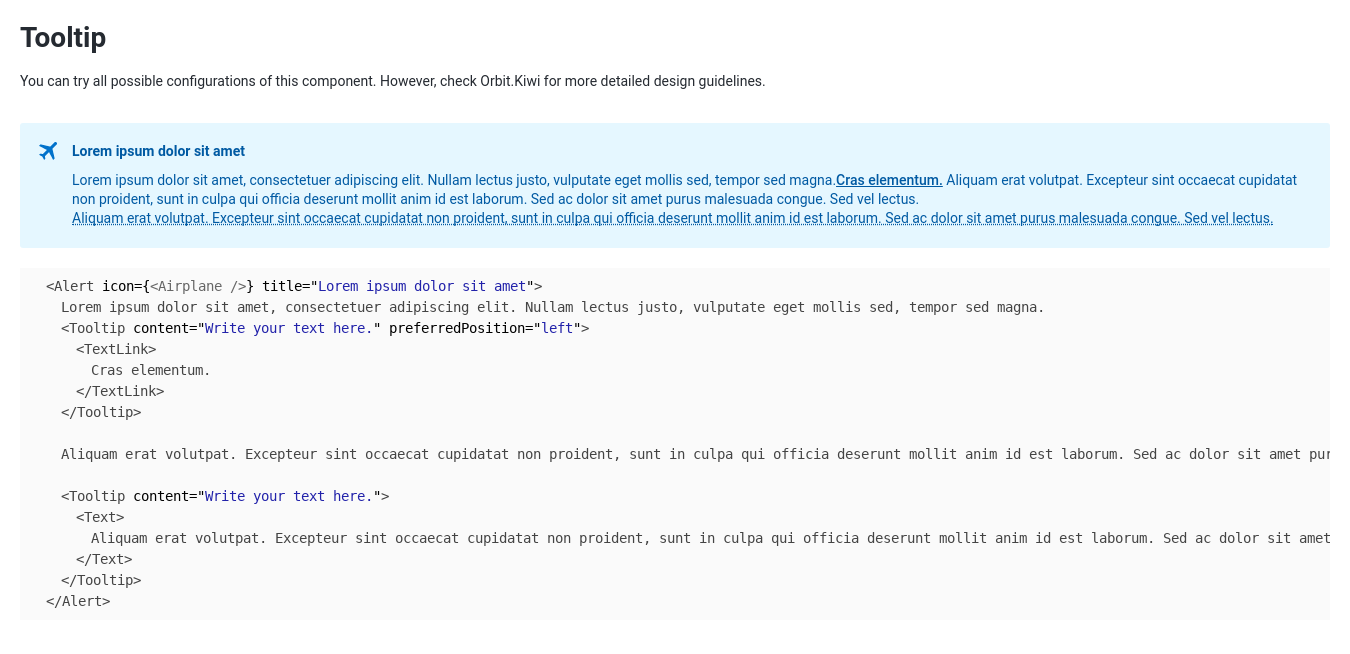 Tooltip
You can try all possible configurations of this component. However, check Orbit.Kiwi for more detailed design guidelines.
Lorem ipsum dolor sit amet
Lorem ipsum dolor sit amet, consectetuer adipiscing elit. Nullam lectus justo, vulputate eget mollis sed, tempor sed magna.Cras elementum. Aliquam erat volutpat. Excepteur sint occaecat cupidatat
non proident, sunt in culpa qui officia deserunt mollit anim id est laborum. Sed ac dolor sit amet purus malesuada congue. Sed vel lectus.
Aliquam erat volutpat. Excepteur sint occaecat cupidatat non proident, sunt in culpa qui officia deserunt mollit anim id est laborum. Sed ac dolor sit amet purus malesuada congue. Sed vel lectus.
<Alert icon={<Airplane />} title="Lorem ipsum dolor sit amet">
Lorem ipsum dolor sit amet, consectetuer adipiscing elit. Nullam lectus justo, vulputate eget mollis sed, tempor sed magna.
<Tooltip content="Write your text here." preferredPosition="left">
<TextLink>
Cras elementum.
</TextLink>
</Tooltip>
Aliquam erat volutpat. Excepteur sint occaecat cupidatat non proident, sunt in culpa qui officia deserunt mollit anim id est laborum. Sed ac dolor sit amet pur
<Tooltip content="Write your text here.">
<Text>
Aliquam erat volutpat. Excepteur sint occaecat cupidatat non proident, sunt in culpa qui officia deserunt mollit anim id est laborum. Sed ac dolor sit amet
</Text>
</Tooltip>
</Alert>